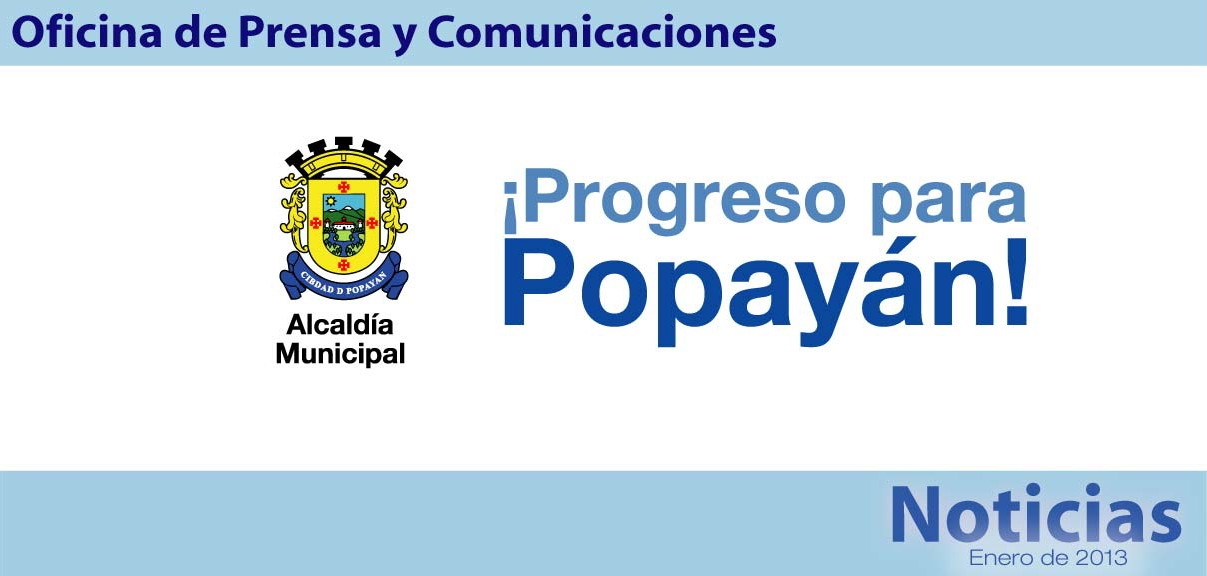 Oficina de Prensa y Comunicaciones
¡Progreso para
Popayán!
CIBDAD D POPAYAN
Alcaldía
Municipal
Noticias
Enero de 2013